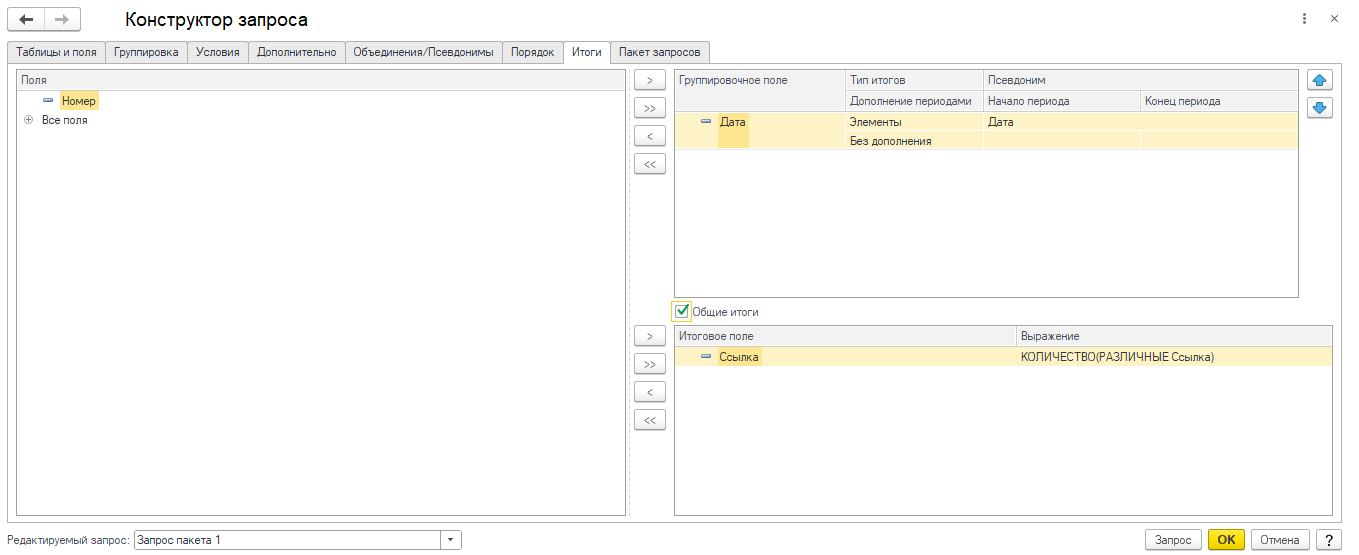 Конструктор запроса
Таблицы и поля Группировка Условия Дополнительно Объединения/Псевдонимы Порядок Итоги Пакет запросов
Поля
Номер
Все поля
>
>>
<
<<
Группировочное поле Тип итогов Псевдоним
Дополнение периодами Начало периода Конец периода
Дата Элементы Дата
Без дополнения
Общие итоги
>
>>
<
<<
Итоговое поле Выражение
Ссылка КОЛИЧЕСТВО(РАЗЛИЧНЫЕ Ссылка)
Редактируемый запрос: Запрос пакета 1 Запрос OK Отмена ?